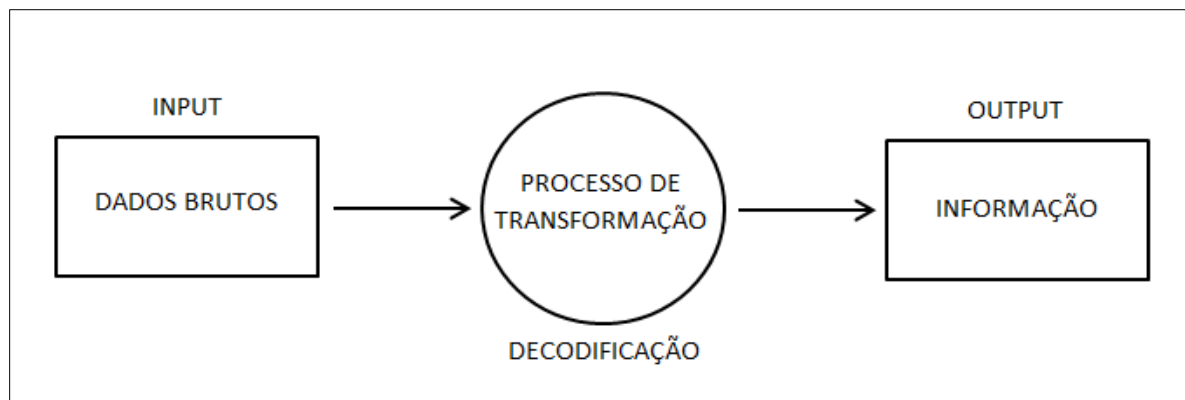 INPUT
DADOS BRUTOS
PROCESSO DE
TRANSFORMAÇÃO
DECODIFICAÇÃO
OUTPUT
INFORMAÇÃO